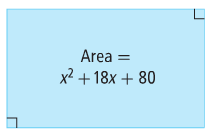 Area =
x² + 18x + 80